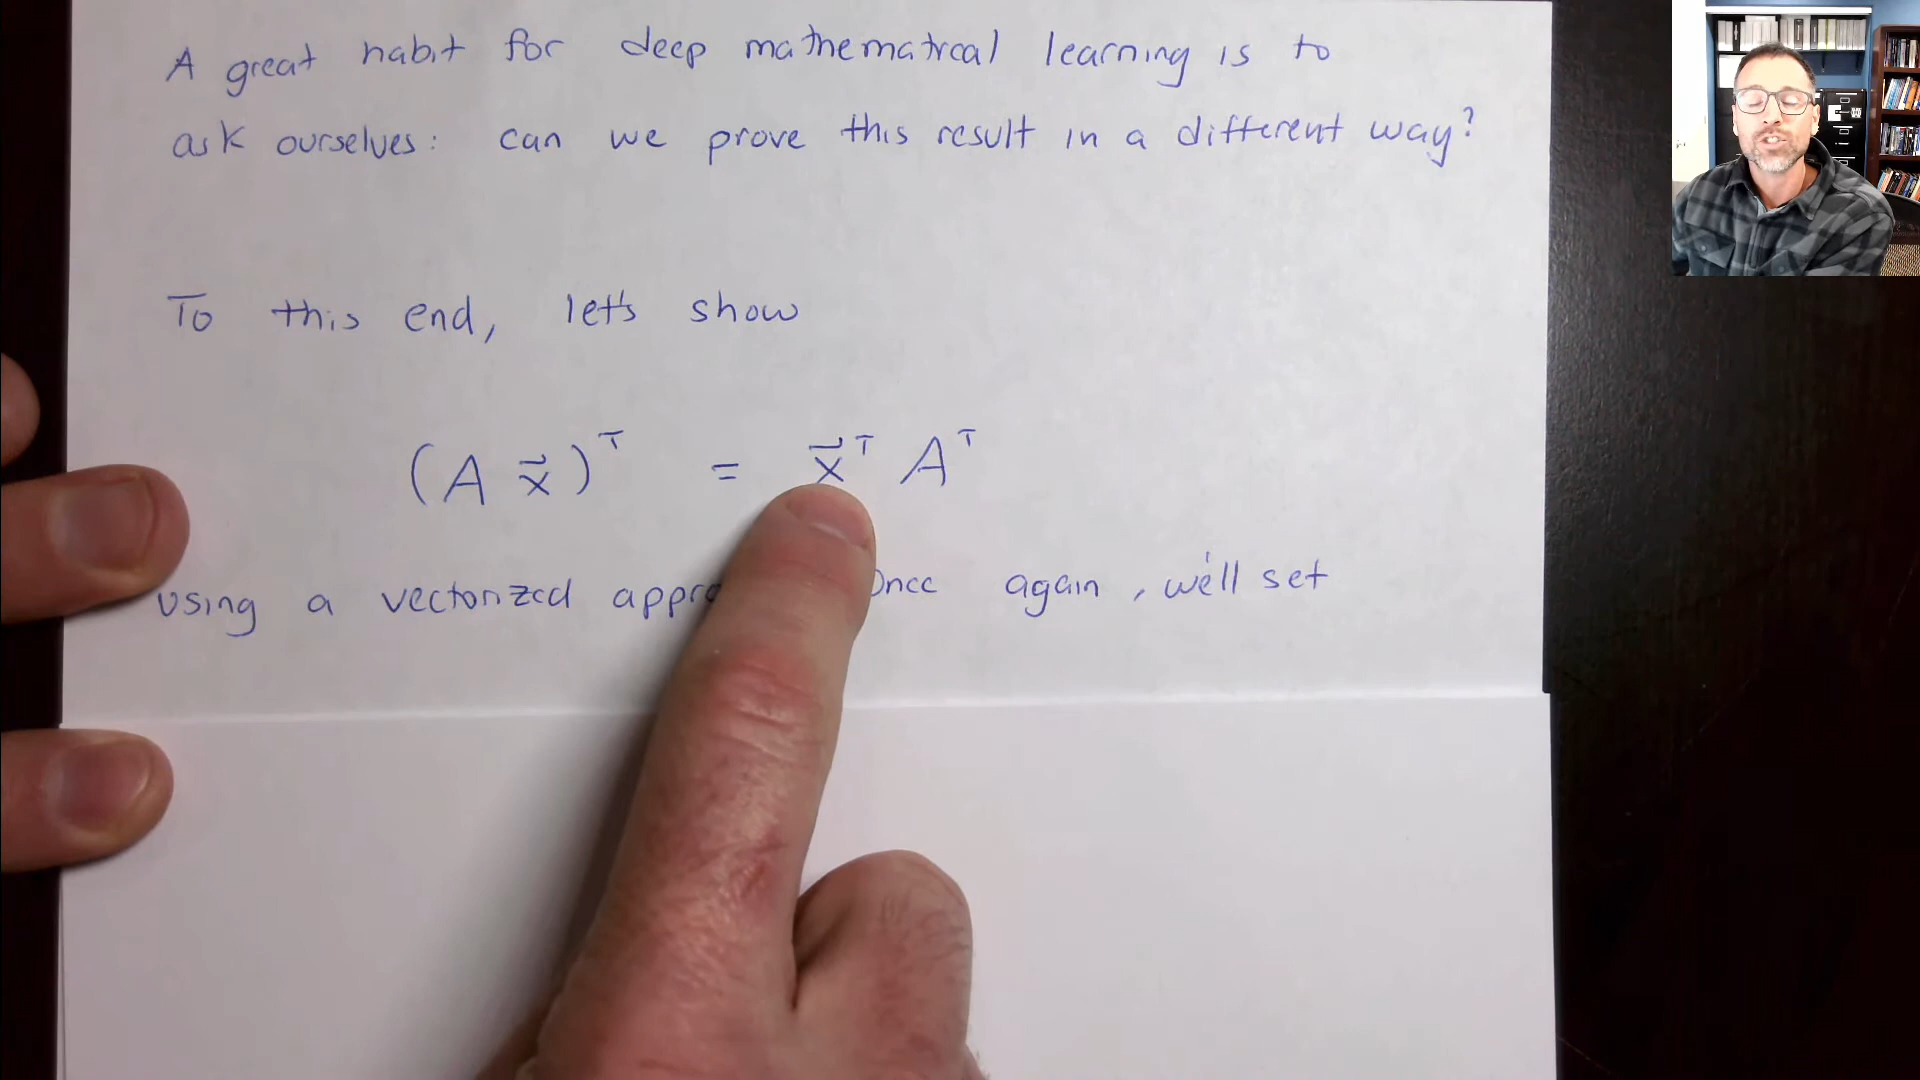 A great habit for deep mathematical learning is to
ask ourselves: can we prove this result in a different way?
To this end, let's show
(A x⃗)ᵀ = x⃗ᵀ Aᵀ
using a vectorized again, we'll set